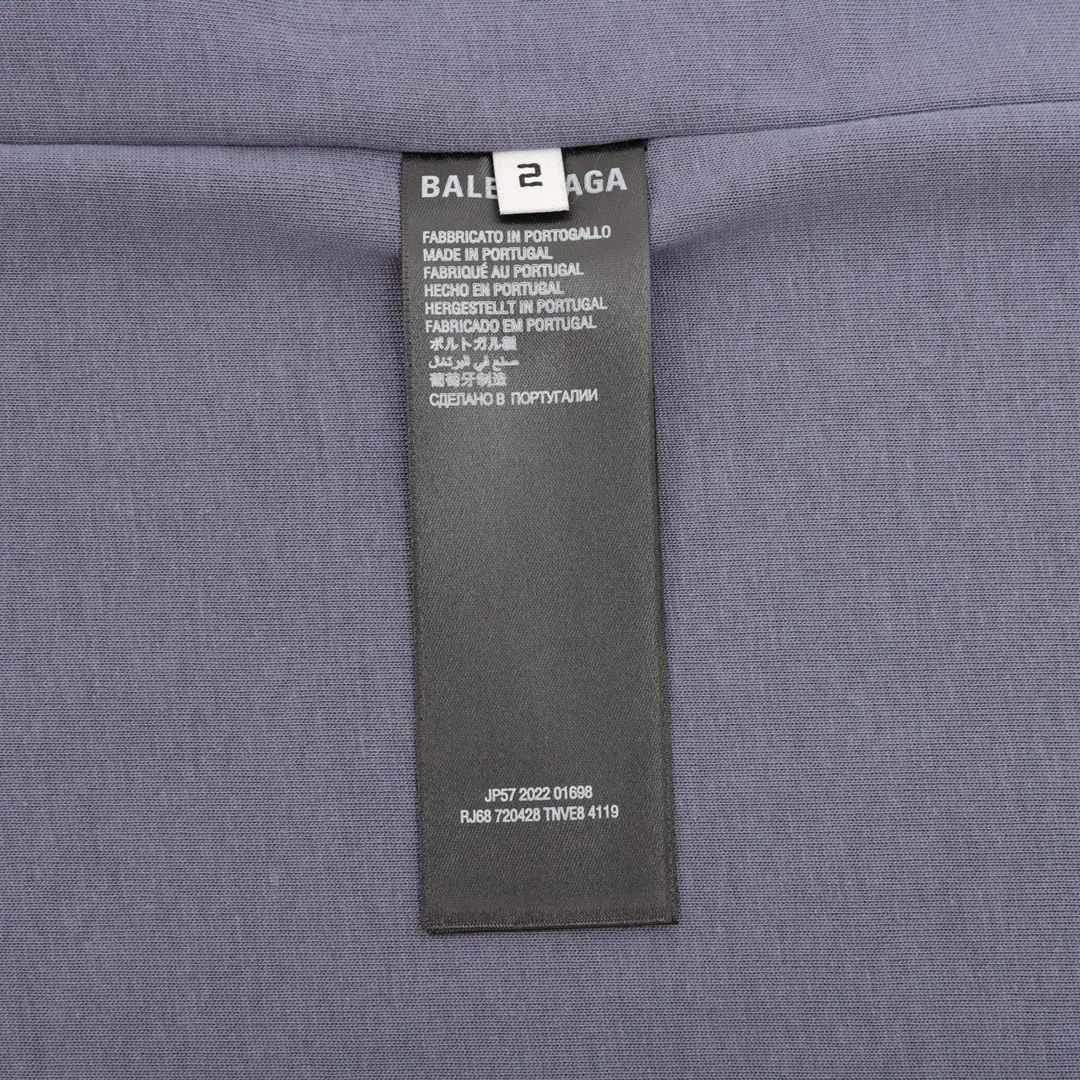 2
BALE AGA
FABBRICATO IN PORTOGALLO
MADE IN PORTUGAL
FABRIQUÉ AU PORTUGAL
HECHO EN PORTUGAL
HERGESTELLT IN PORTUGAL
FABRICADO EM PORTUGAL
ポルトガル製
صنع في البرتغال
葡萄牙制造
СДЕЛАНО В ПОРТУГАЛИИ
JP57 2022 01698
RJ68 720428 TNVE8 4119